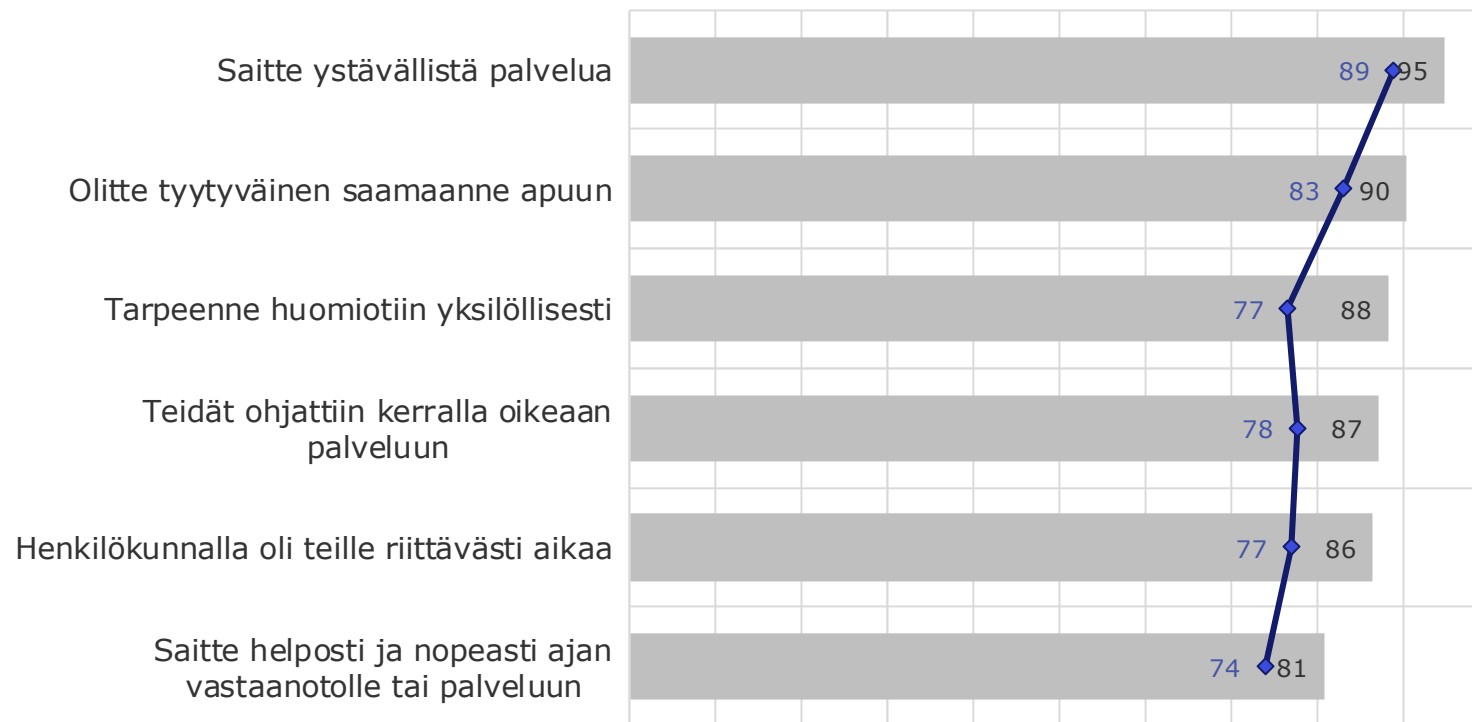 Saitte ystävällistä palvelua
89 95
Olitte tyytyväinen saamaanne apuun
83 90
Tarpeenne huomiotiin yksilöllisesti
77 88
Teidät ohjattiin kerralla oikeaan
palveluun
78 87
Henkilökunnalla oli teille riittävästi aikaa
77 86
Saitte helposti ja nopeasti ajan
vastaanotolle tai palveluun
74 81